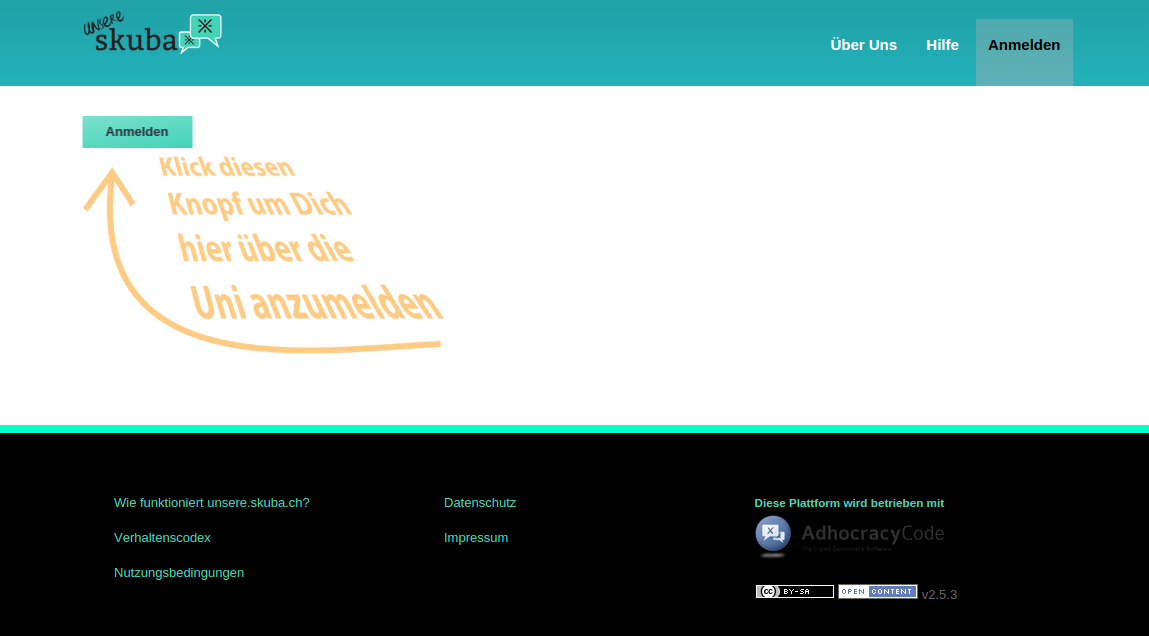 unsere
skuba
Über Uns
Hilfe
Anmelden
Anmelden
Klick diesen
Knopf um Dich
hier über die
Uni anzumelden
Wie funktioniert unsere.skuba.ch?
Verhaltenscodex
Nutzungsbedingungen
Datenschutz
Impressum
Diese Plattform wird betrieben mit
AdhocracyCode
The Liquid Democracy Software
cc BY-SA OPEN CONTENT v2.5.3